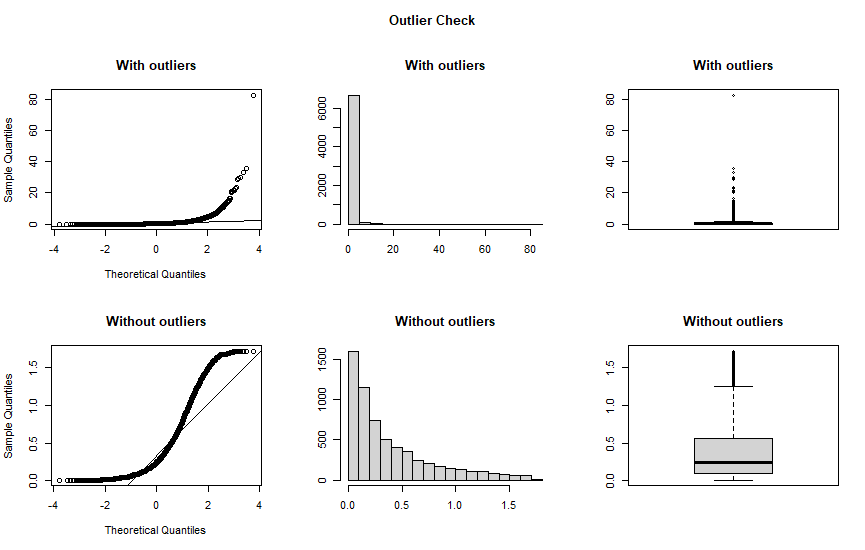 Outlier Check
With outliers
With outliers
With outliers
Sample Quantiles
0 20 40 60 80
-4 -2 0 2 4
Theoretical Quantiles
0 2000 4000 6000
0 20 40 60 80
0 20 40 60 80
Without outliers
Without outliers
Without outliers
Sample Quantiles
0.0 0.5 1.0 1.5
-4 -2 0 2 4
Theoretical Quantiles
0 500 1000 1500
0.0 0.5 1.0 1.5
0.0 0.5 1.0 1.5